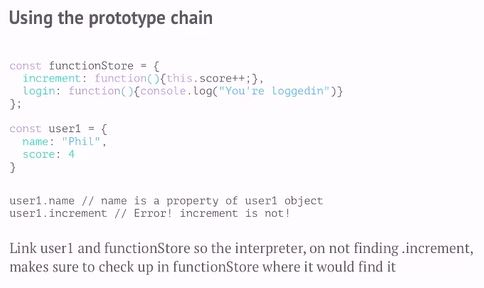 Using the prototype chain
const functionStore = {
increment: function(){this.score++;},
login: function(){console.log("You're loggedin")}
};
const user1 = {
name: "Phil",
score: 4
}
user1.name // name is a property of user1 object
user1.increment // Error! increment is not!
Link user1 and functionStore so the interpreter, on not finding .increment,
makes sure to check up in functionStore where it would find it